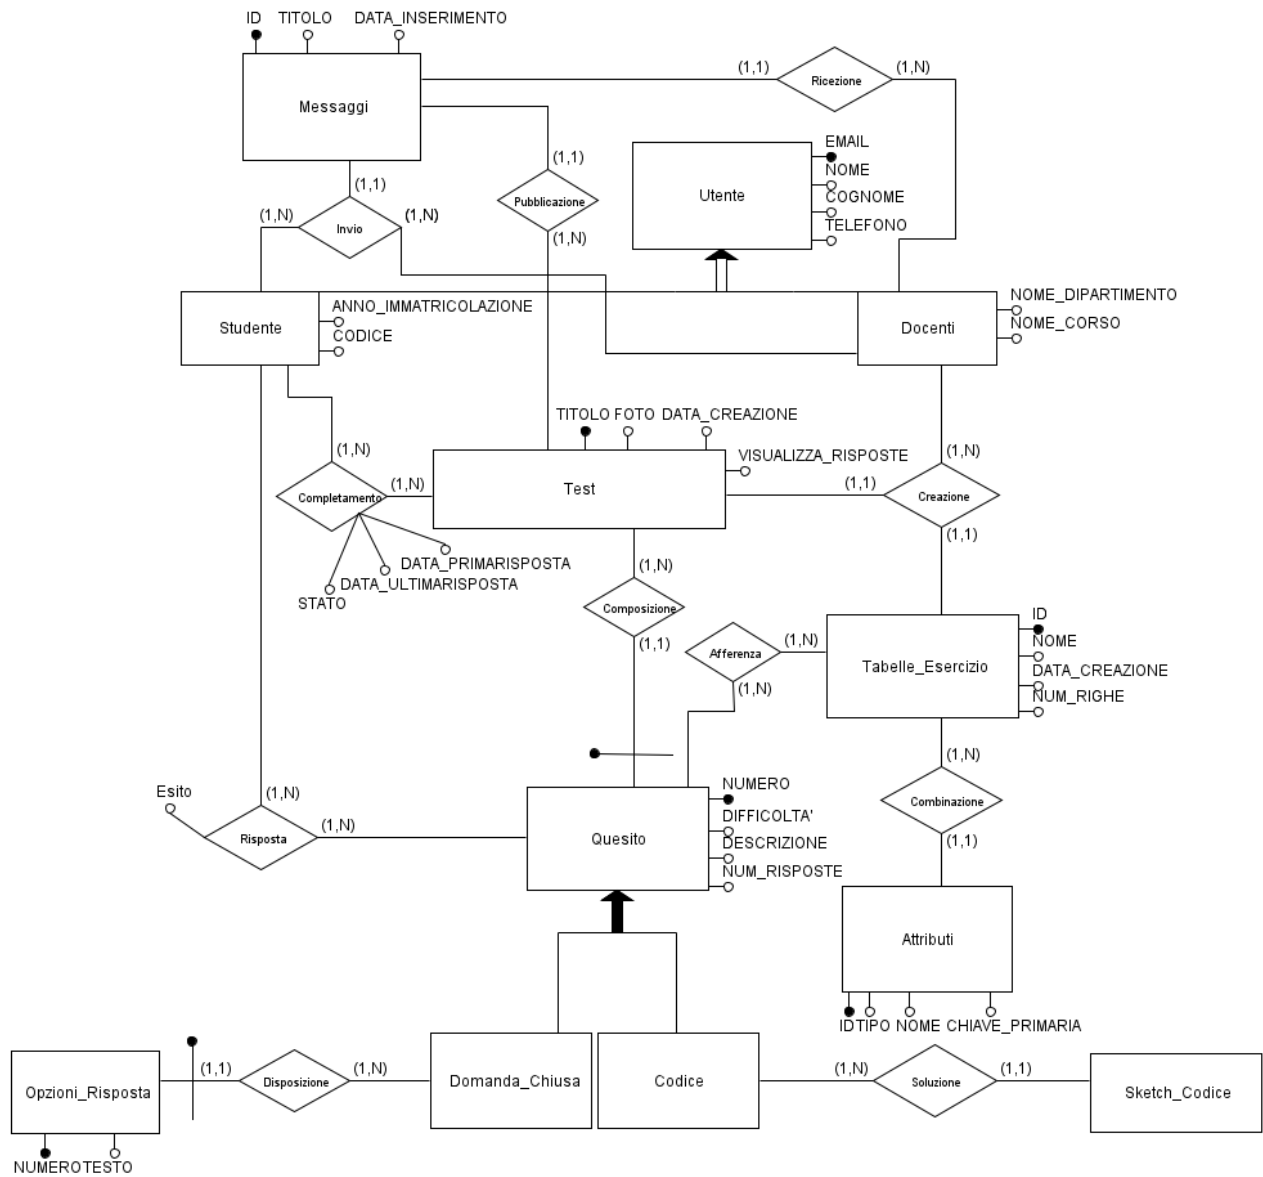 ID TITOLO DATA_INSERIMENTO
Messaggi
(1,1) Ricezione (1,N)
Utente
EMAIL
NOME
COGNOME
TELEFONO
(1,1)
Pubblicazione
(1,N)
(1,1)
(1,N) Invio (1,N)
Studente
ANNO_IMMATRICOLAZIONE
CODICE
Docenti
NOME_DIPARTIMENTO
NOME_CORSO
TITOLO FOTO DATA_CREAZIONE
VISUALIZZA_RISPOSTE
Test
(1,N)
Completamento (1,N)
DATA_PRIMARISPOSTA
DATA_ULTIMARISPOSTA
STATO
(1,N)
(1,1) Creazione
(1,1)
(1,N)
Composizione
(1,1)
Afferenza (1,N)
(1,N)
Tabelle_Esercizio
ID
NOME
DATA_CREAZIONE
NUM_RIGHE
(1,N)
Combinazione
(1,1)
Esito
(1,N)
Risposta (1,N)
Quesito
NUMERO
DIFFICOLTA'
DESCRIZIONE
NUM_RISPOSTE
Attributi
ID TIPO NOME CHIAVE_PRIMARIA
Opzioni_Risposta
NUMERO TESTO
(1,1) Disposizione (1,N)
Domanda_Chiusa
Codice
(1,N) Soluzione (1,1)
Sketch_Codice